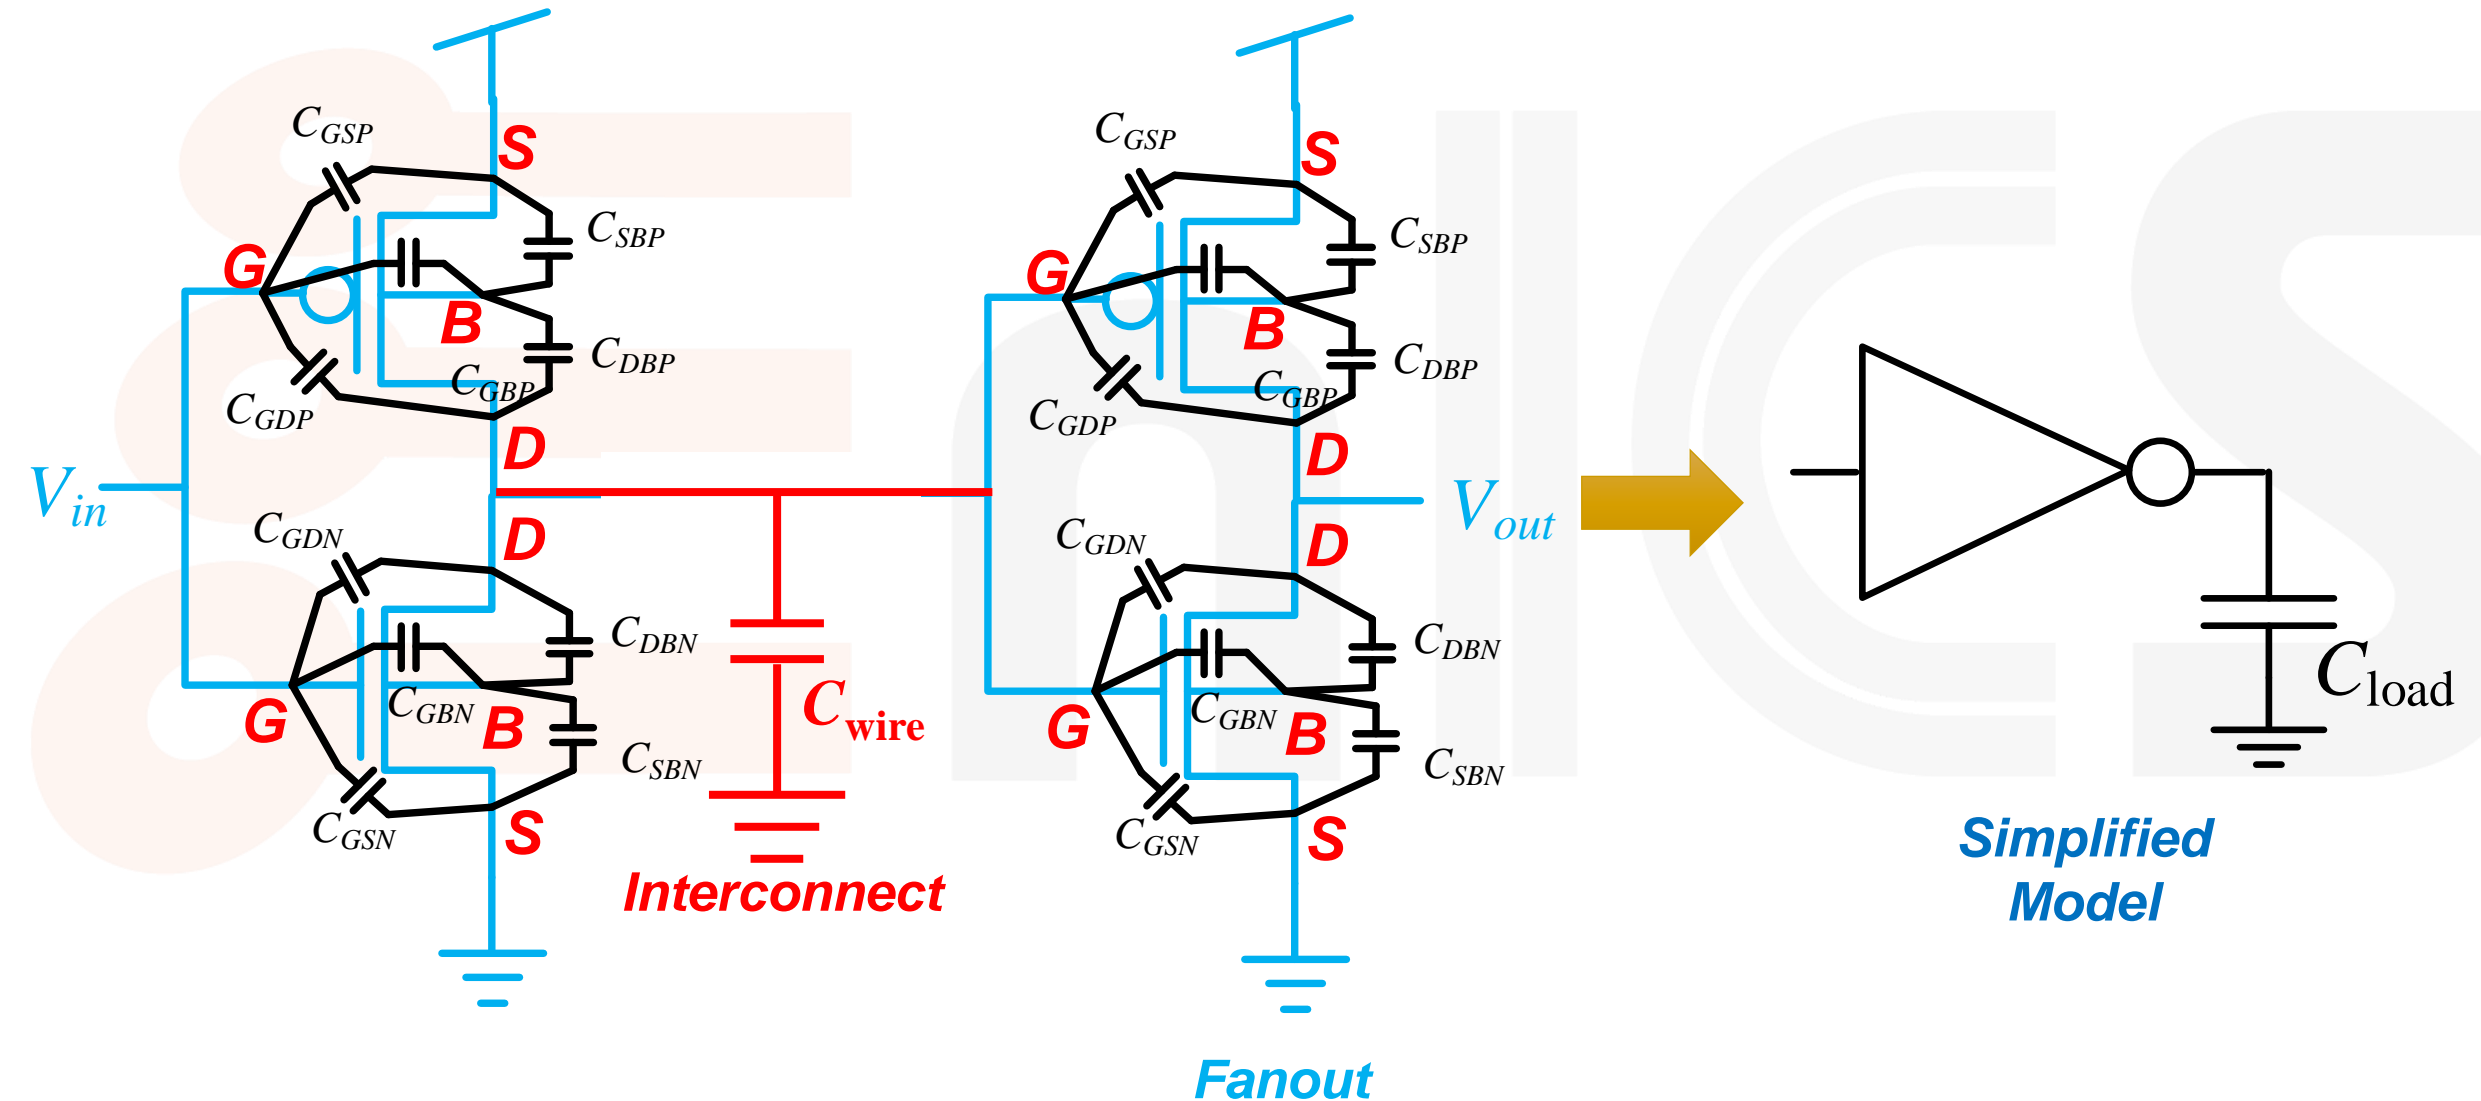 C_GSP
S
C_SBP
G
B
C_DBP
C_GBP
C_GDP
D
V_in
C_GDN
D
C_DBN
C_GBN
G
B
C_SBN
C_GSN
S
C_wire
Interconnect
C_GSP
S
C_SBP
G
B
C_DBP
C_GBP
C_GDP
D
V_out
C_GDN
D
C_DBN
C_GBN
G
B
C_SBN
C_GSN
S
Fanout
C_load
Simplified
Model